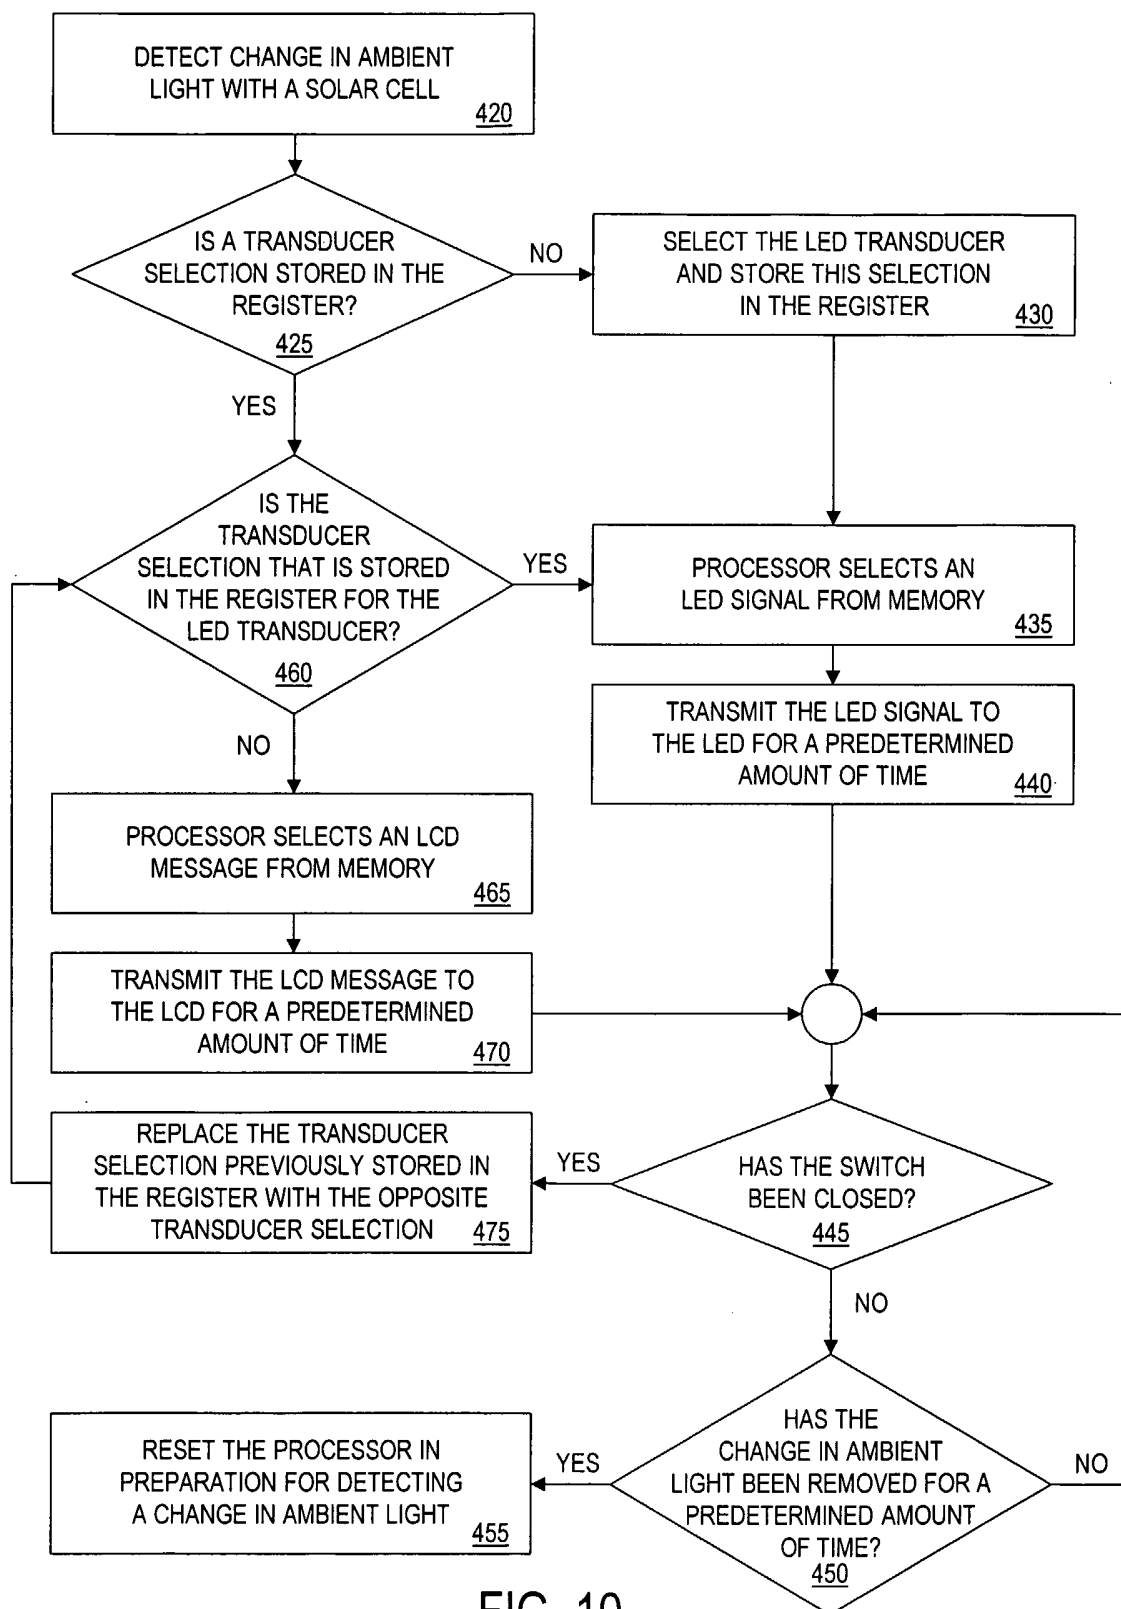 DETECT CHANGE IN AMBIENT
LIGHT WITH A SOLAR CELL
420
IS A TRANSDUCER
SELECTION STORED IN THE
REGISTER?
425
NO
SELECT THE LED TRANSDUCER
AND STORE THIS SELECTION
IN THE REGISTER
430
YES
IS THE
TRANSDUCER
SELECTION THAT IS STORED
IN THE REGISTER FOR THE
LED TRANSDUCER?
460
YES
PROCESSOR SELECTS AN
LED SIGNAL FROM MEMORY
435
TRANSMIT THE LED SIGNAL TO
THE LED FOR A PREDETERMINED
AMOUNT OF TIME
440
NO
PROCESSOR SELECTS AN LCD
MESSAGE FROM MEMORY
465
TRANSMIT THE LCD MESSAGE TO
THE LCD FOR A PREDETERMINED
AMOUNT OF TIME
470
REPLACE THE TRANSDUCER
SELECTION PREVIOUSLY STORED IN
THE REGISTER WITH THE OPPOSITE
TRANSDUCER SELECTION
475
YES
HAS THE SWITCH
BEEN CLOSED?
445
NO
RESET THE PROCESSOR IN
PREPARATION FOR DETECTING
A CHANGE IN AMBIENT LIGHT
455
YES
HAS THE
CHANGE IN AMBIENT
LIGHT BEEN REMOVED FOR A
PREDETERMINED AMOUNT
OF TIME?
450
NO
FIG. 10